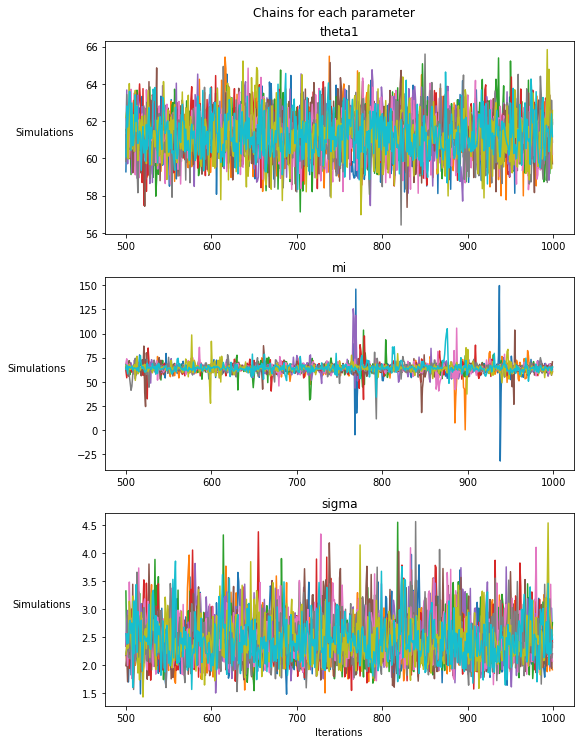 Chains for each parameter
theta1
66
64
62
60
58
56
Simulations
500 600 700 800 900 1000
mi
150
125
100
75
50
25
0
−25
Simulations
500 600 700 800 900 1000
sigma
4.5
4.0
3.5
3.0
2.5
2.0
1.5
Simulations
500 600 700 800 900 1000
Iterations